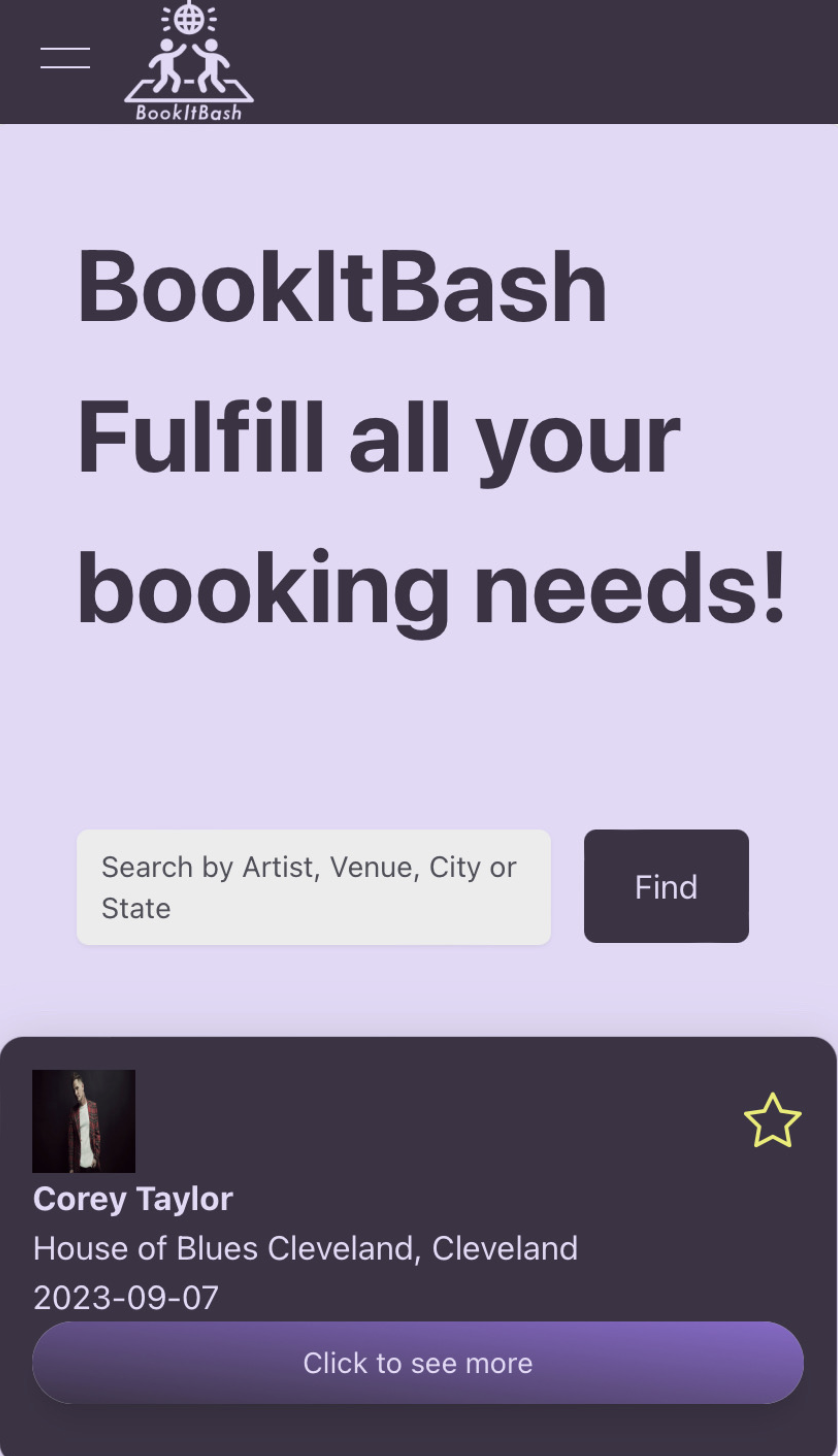 BookItBash
BookItBash
Fulfill all your
booking needs!
Search by Artist, Venue, City or
State
Find
Corey Taylor
House of Blues Cleveland, Cleveland
2023-09-07
Click to see more